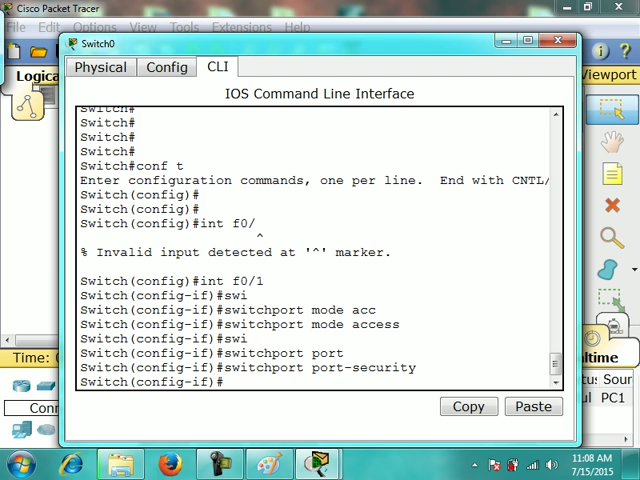 Cisco Packet Tracer
File Edit Options View Tools Extensions Help
Switch0
Physical Config CLI
Logica
Viewport
IOS Command Line Interface
Switch#
Switch#
Switch#
Switch#
Switch#conf t
Enter configuration commands, one per line. End with CNTL/
Switch(config)#
Switch(config)#
Switch(config)#int f0/
^
% Invalid input detected at '^' marker.
Switch(config)#int f0/1
Switch(config-if)#swi
Switch(config-if)#switchport mode acc
Switch(config-if)#switchport mode access
Switch(config-if)#swi
Switch(config-if)#switchport port
Switch(config-if)#switchport port-security
Switch(config-if)#
Time:
ealtime
Copy Paste
Sour
Conn
PC1
11:08 AM
7/15/2015